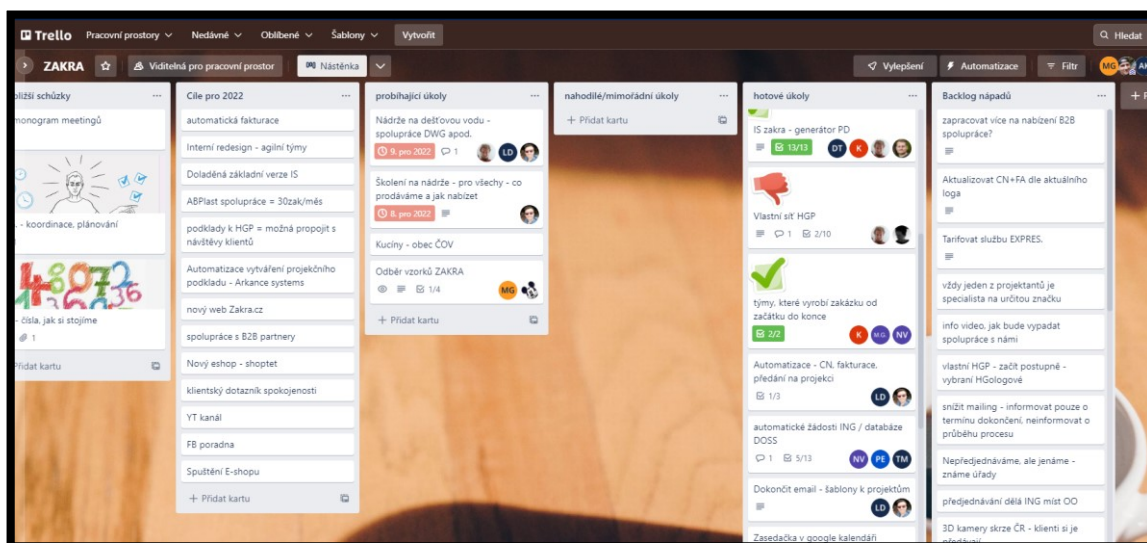 Trello Pracovní prostory Nedávné Oblíbené Šablony Vytvořit Hledat
ZAKRA Viditelná pro pracovní prostor Nástěnka Vylepšení Automatizace Filtr MG
bližší schůzky
monogram meetingů
. - koordinace, plánování
- čísla, jak si stojíme
1
Přidat kartu
Cíle pro 2022
automatická fakturace
Interní redesign - agilní týmy
Doladěná základní verze IS
ABPlast spolupráce = 30zak/měs
podklady k HGP = možná propojit s
návštěvy klientů
Automatizace vytváření projekčního
podkladu - Arkance systems
nový web Zakra.cz
spolupráce s B2B partnery
Nový eshop - shoptet
klientský dotazník spokojenosti
YT kanál
FB poradna
Spuštění E-shopu
+ Přidat kartu
probíhající úkoly
Nádrže na dešťovou vodu -
spolupráce DWG apod.
9. pro 2022 1 LD
Školení na nádrže - pro všechy - co
prodáváme a jak nabízet
8. pro 2022
Kuciny - obec ČOV
Odběr vzorků ZAKRA
1/4 MG
+ Přidat kartu
nahodilé/mimořádní úkoly
+ Přidat kartu
hotové úkoly
IS zakra - generátor PD
13/13 DT K
Vlastní síť HGP
1 2/10
týmy, které vyrobí zakázku od
začátku do konce
2/2 K M.G NV
Automatizace - CN, fakturace,
předání na projekci
1/3 LD
automatické žádosti ING / databáze
DOSS
1 5/13 NV PE TM
Dokončit email - šablony k projektům
LD
Zasedačka v google kalendáři
Backlog nápadů
zapracovat více na nabízení B2B
spolupráce?
Aktualizovat CN+FA dle aktuálního
loga
Tarifovat službu EXPRES.
vždy jeden z projektantů je
specialista na určitou značku
info video, jak bude vypadat
spolupráce s námi
vlastní HGP - začít postupně -
vybraní HGologové
snížit mailing - informovat pouze o
termínu dokončení, neinformovat o
průběhu procesu
Nepředjednáváme, ale jenáme -
známe úřady
předjednávání dělá ING míst OO
3D kamery skrze ČR - klienti si je
předávají